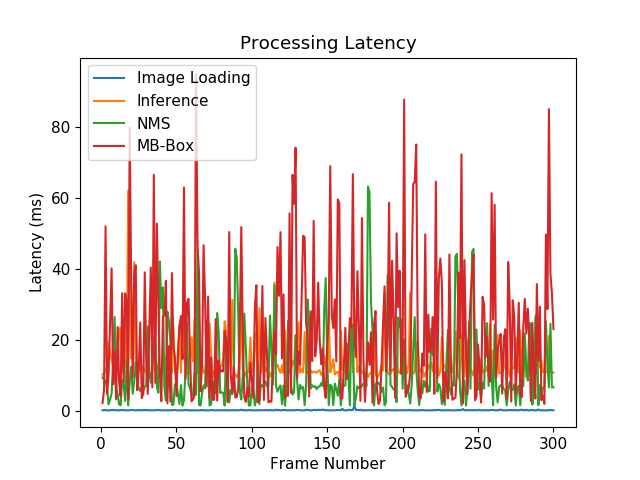 Processing Latency
Image Loading
Inference
NMS
MB-Box
Latency (ms)
80
60
40
20
0
0 50 100 150 200 250 300
Frame Number